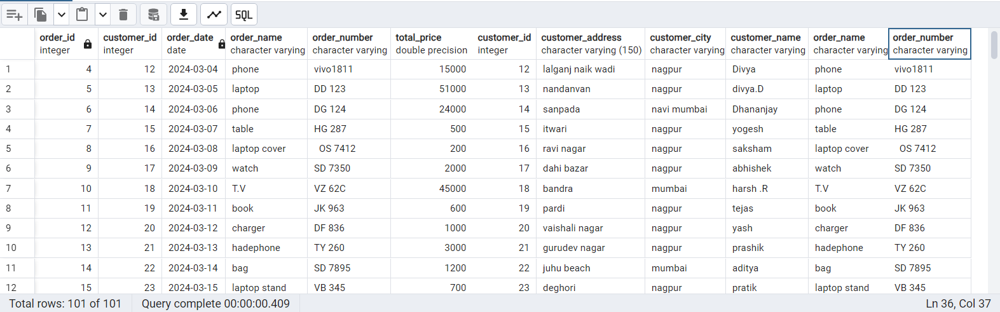 SQL
order_id customer_id order_date order_name order_number total_price customer_id customer_address customer_city customer_name order_name order_number
integer integer date character varying character varying double precision integer character varying (150) character varying character varying character varying character varying
1 4 12 2024-03-04 phone vivo1811 15000 12 lalganj naik wadi nagpur Divya phone vivo1811
2 5 13 2024-03-05 laptop DD 123 51000 13 nandanvan nagpur divya.D laptop DD 123
3 6 14 2024-03-06 phone DG 124 24000 14 sanpada navi mumbai Dhananjay phone DG 124
4 7 15 2024-03-07 table HG 287 500 15 itwari nagpur yogesh table HG 287
5 8 16 2024-03-08 laptop cover OS 7412 200 16 ravi nagar nagpur saksham laptop cover OS 7412
6 9 17 2024-03-09 watch SD 7350 2000 17 dahi bazar nagpur abhishek watch SD 7350
7 10 18 2024-03-10 T.V VZ 62C 45000 18 bandra mumbai harsh .R T.V VZ 62C
8 11 19 2024-03-11 book JK 963 600 19 pardi nagpur tejas book JK 963
9 12 20 2024-03-12 charger DF 836 1000 20 vaishali nagar nagpur yash charger DF 836
10 13 21 2024-03-13 hadephone TY 260 3000 21 gurudev nagar nagpur prashik hadephone TY 260
11 14 22 2024-03-14 bag SD 7895 1200 22 juhu beach mumbai aditya bag SD 7895
12 15 23 2024-03-15 laptop stand VB 345 700 23 deghori nagpur pratik laptop stand VB 345
Total rows: 101 of 101 Query complete 00:00:00.409 Ln 36, Col 37